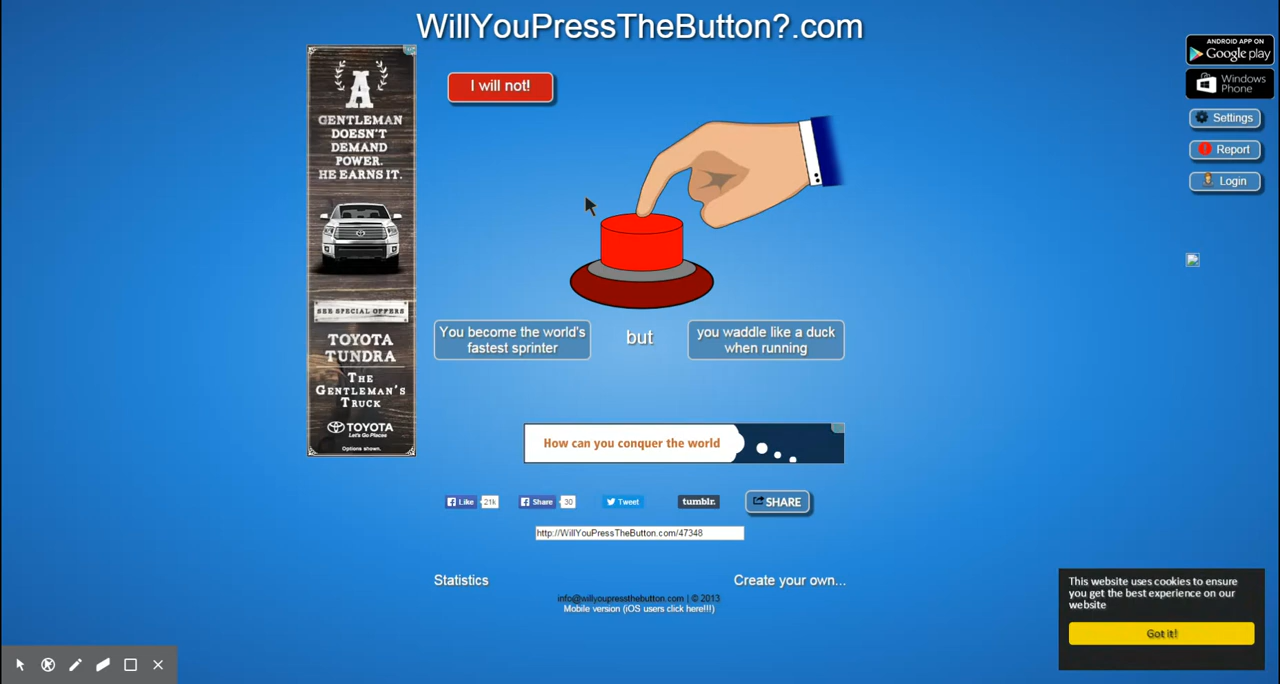 WillYouPressTheButton?.com
A
GENTLEMAN
DOESN'T
DEMAND
POWER.
HE EARNS IT.
SEE SPECIAL OFFERS
TOYOTA
TUNDRA
THE
GENTLEMAN'S
TRUCK
TOYOTA
Let's Go Places
Options shown.
I will not!
You become the world's
fastest sprinter
but
you waddle like a duck
when running
How can you conquer the world
Like 21k
Share 30
Tweet
tumblr.
SHARE
http://WillYouPressTheButton.com/47348
Statistics
Create your own...
info@willyoupressthebutton.com | © 2013
Mobile version (iOS users click here!!!)
ANDROID APP ON
Google play
Windows
Phone
Settings
Report
Login
This website uses cookies to ensure
you get the best experience on our
website
Got it!